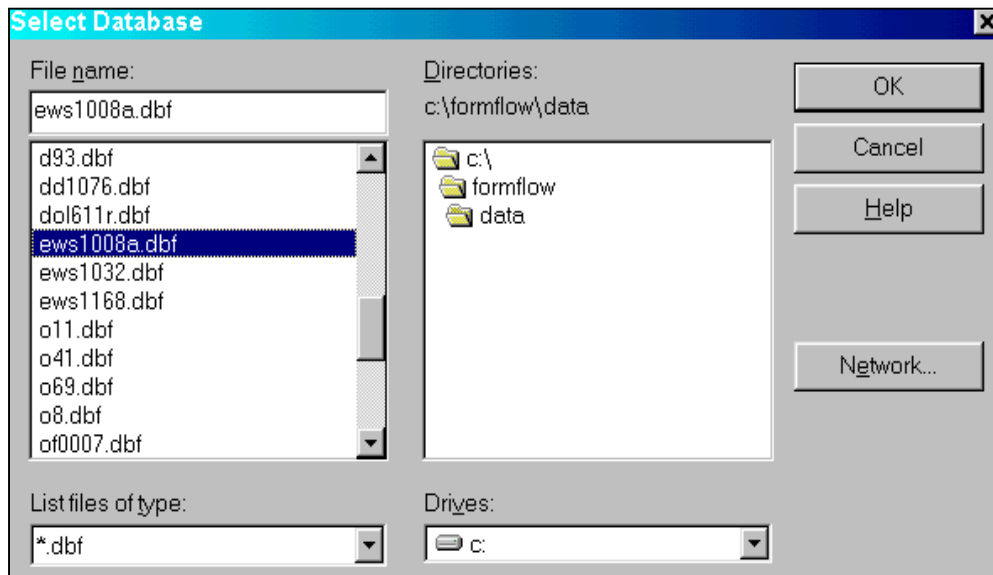 Select Database
File name:
ews1008a.dbf
d93.dbf
dd1076.dbf
dol611r.dbf
ews1008a.dbf
ews1032.dbf
ews1168.dbf
o11.dbf
o41.dbf
o69.dbf
o8.dbf
of0007.dbf
List files of type:
*.dbf
Directories:
c:\formflow\data
c:\
formflow
data
Drives:
c:
OK
Cancel
Help
Network...